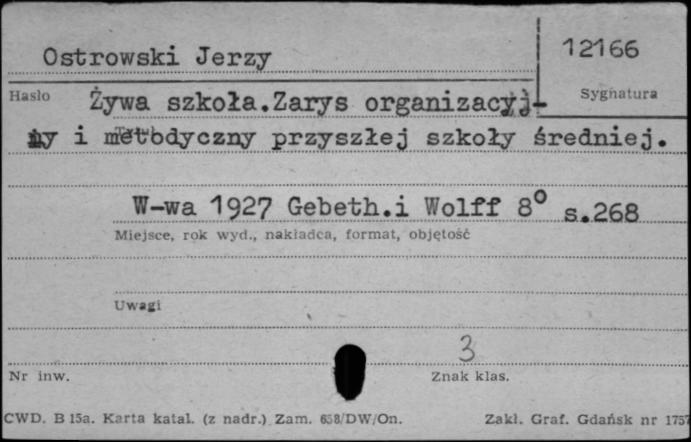 Ostrowski Jerzy
12166
Hasło
Sygnatura
Żywa szkoła.Zarys organizacyj-
ny i metodyczny przyszłej szkoły średniej.
W-wa 1927 Gebeth.i Wolff 8° s.268
Miejsce, rok wyd., nakładca, format, objętość
Uwagi
3
Nr inw.
Znak klas.
CWD. B 15a. Karta katal. (z nadr.) Zam. 658/DW/On.
Zakł. Graf. Gdańsk nr 1757